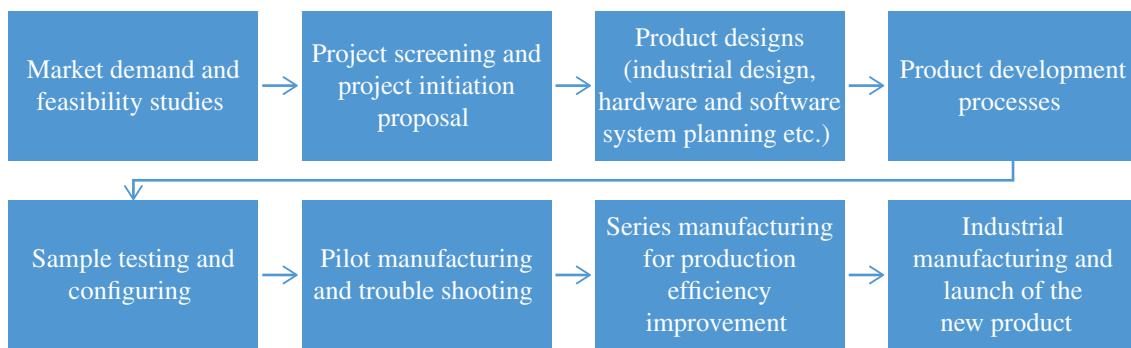 Market demand and
feasibility studies
Project screening and
project initiation
proposal
Product designs
(industrial design,
hardware and software
system planning etc.)
Product development
processes
Sample testing and
configuring
Pilot manufacturing
and trouble shooting
Series manufacturing
for production
efficiency
improvement
Industrial
manufacturing and
launch of the
new product